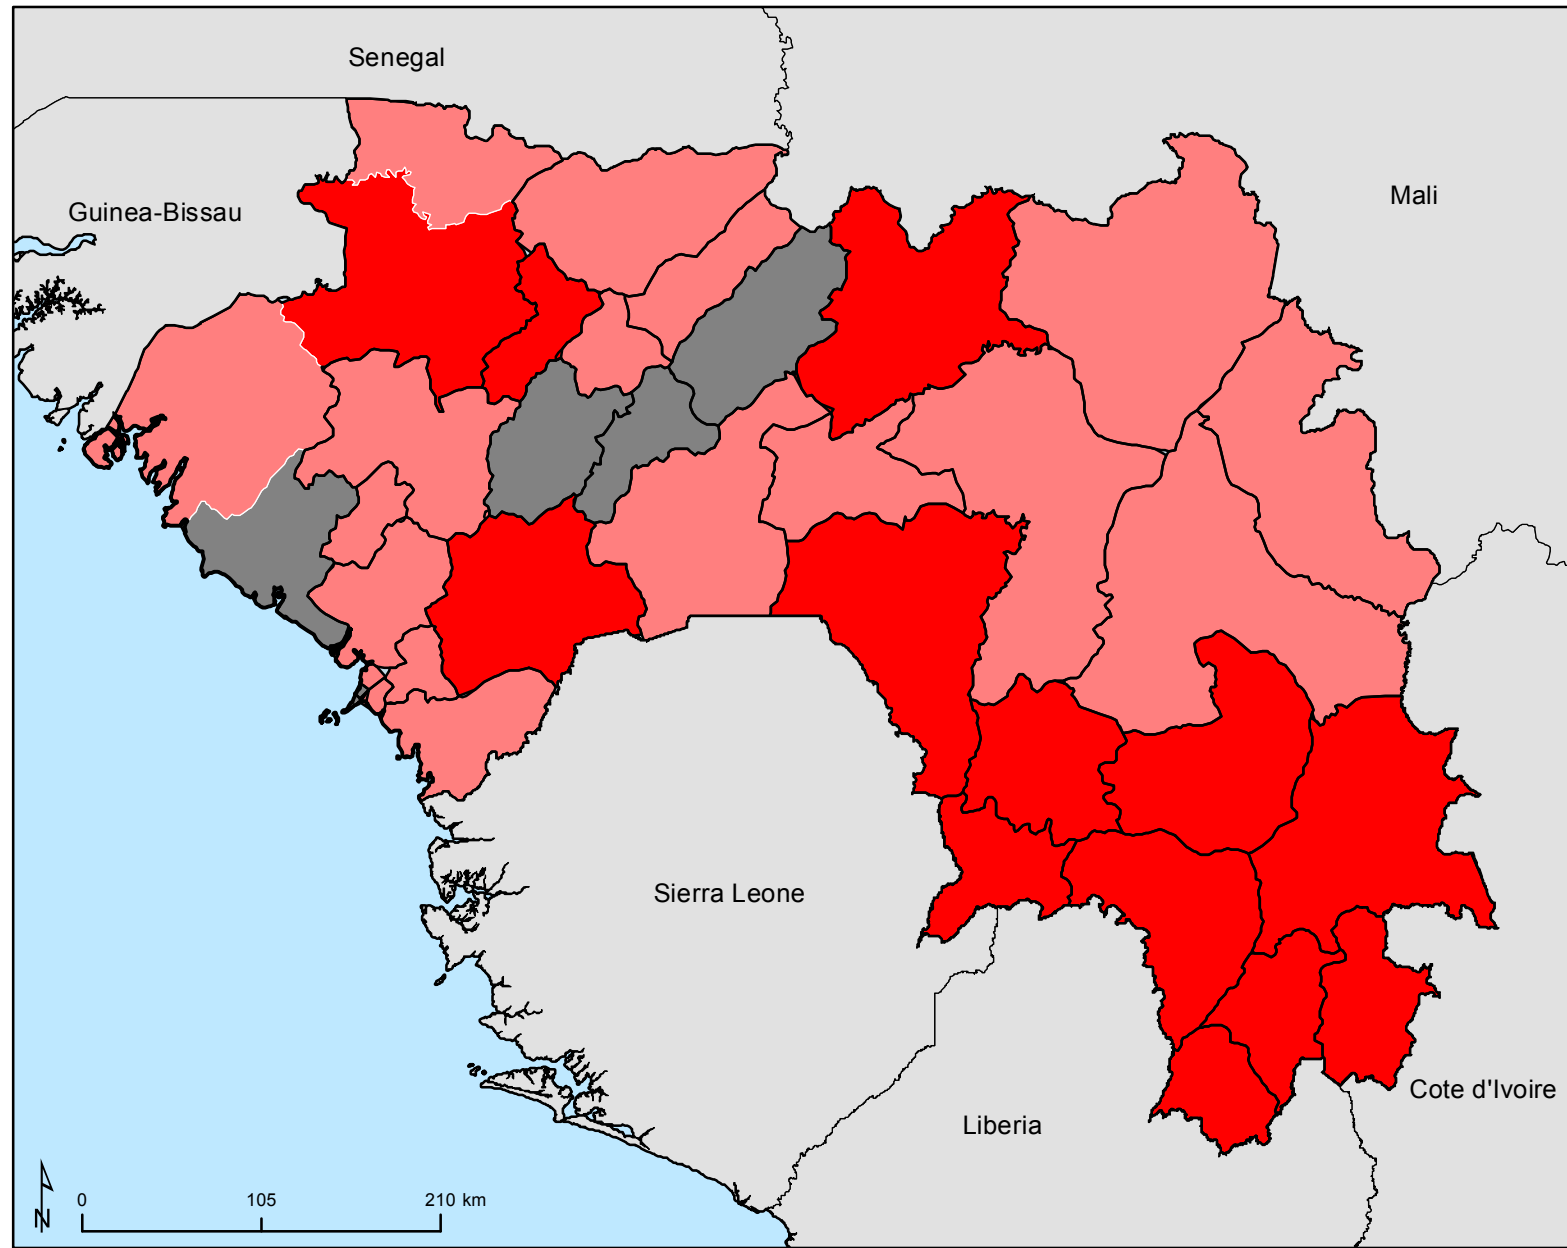 Senegal
Mali
Guinea-Bissau
Sierra Leone
Cote d'Ivoire
Liberia
N
0 105 210 km